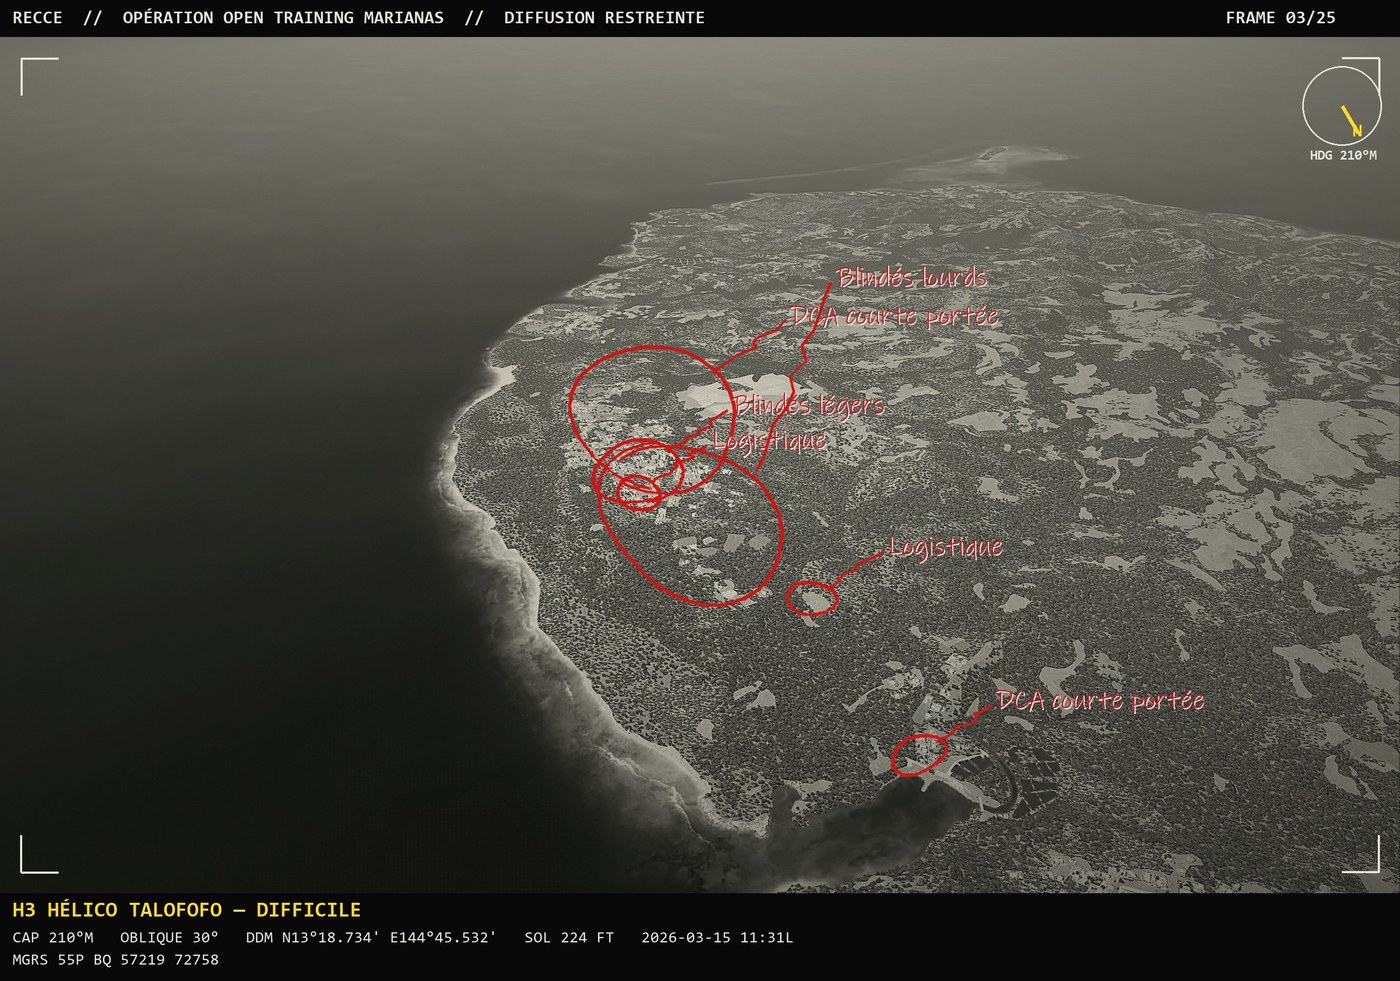 RECCE // OPÉRATION OPEN TRAINING MARIANAS // DIFFUSION RESTREINTE
FRAME 03/25
N
HDG 210°M
Blindés lourds
DCA courte portée
Blindés légers
Logistique
Logistique
DCA courte portée
H3 HÉLICO TALOFOFO — DIFFICILE
CAP 210°M OBLIQUE 30° DDM N13°18.734' E144°45.532' SOL 224 FT 2026-03-15 11:31L
MGRS 55P BQ 57219 72758